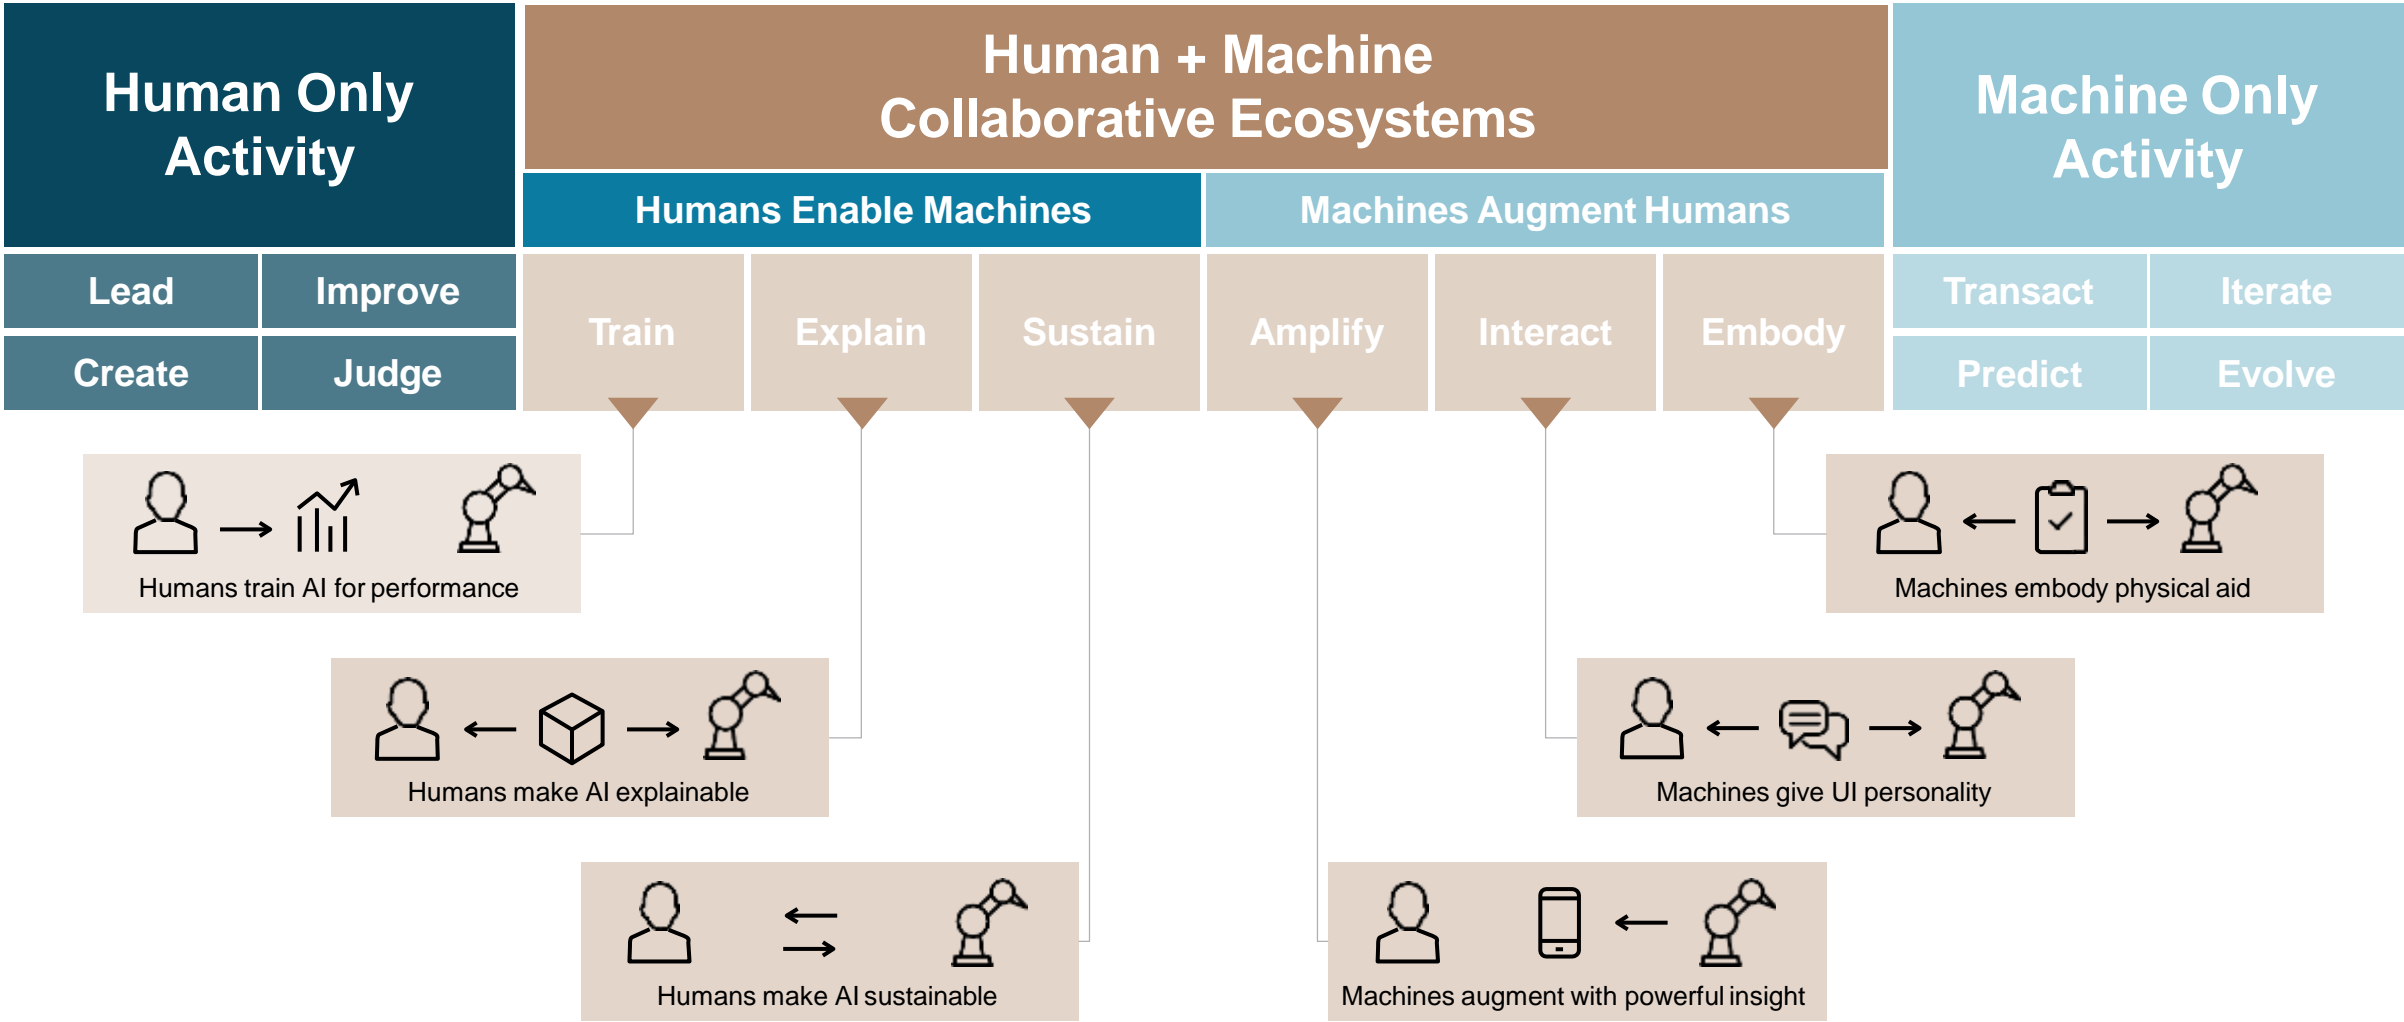 Human Only
Activity
Human + Machine
Collaborative Ecosystems
Machine Only
Activity
Humans Enable Machines
Machines Augment Humans
Lead
Improve
Create
Judge
Train
Explain
Sustain
Amplify
Interact
Embody
Transact
Iterate
Predict
Evolve
Humans train AI for performance
Machines embody physical aid
Humans make AI explainable
Machines give UI personality
Humans make AI sustainable
Machines augment with powerful insight